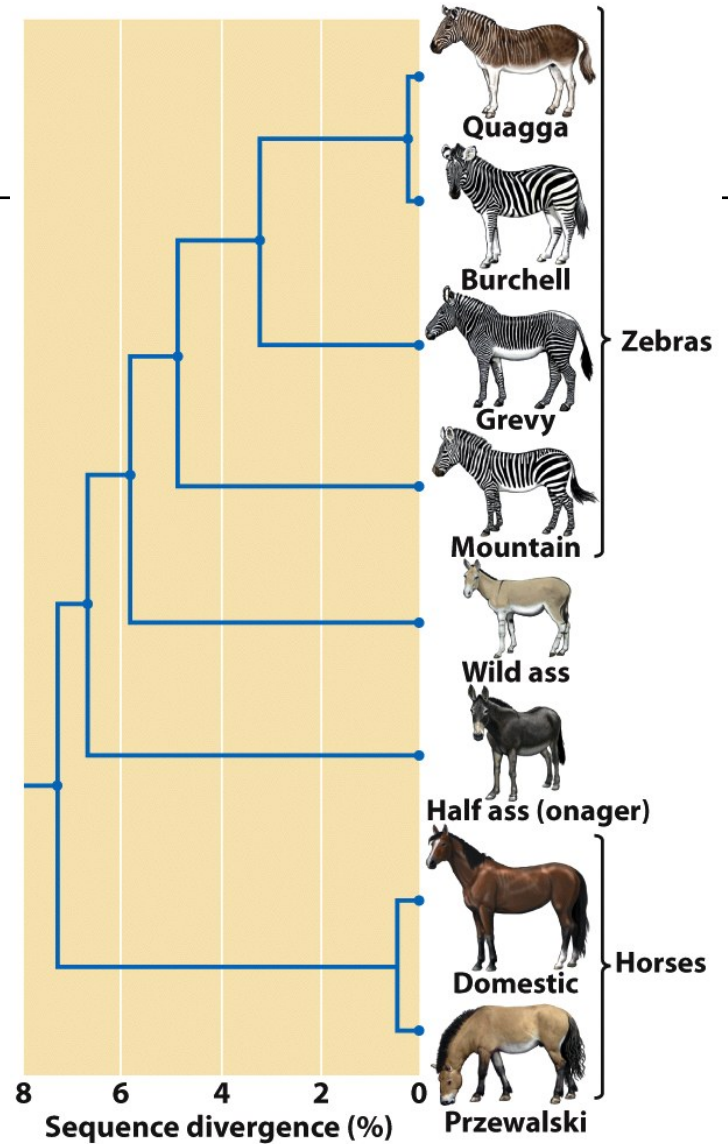 Quagga
Burchell
Grevy
Zebras
Mountain
Wild ass
Half ass (onager)
Domestic
Horses
Przewalski
8 6 4 2 0
Sequence divergence (%)